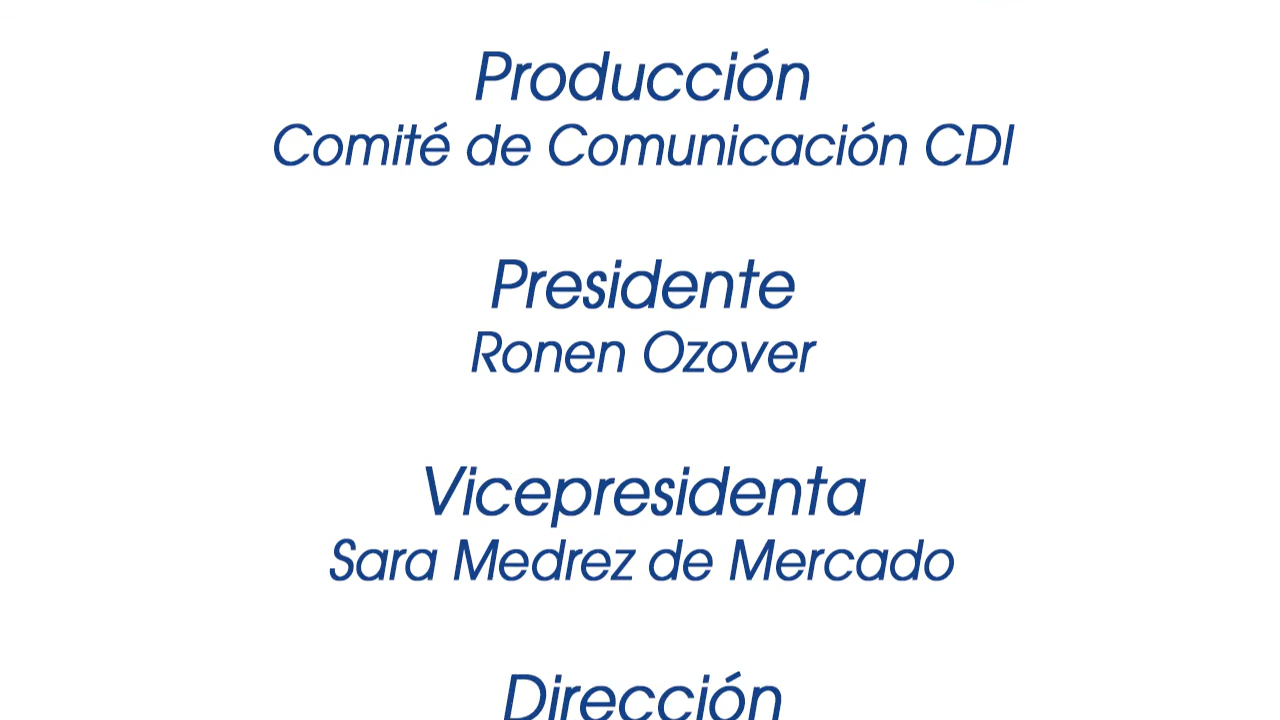 Producción
Comité de Comunicación CDI
Presidente
Ronen Ozover
Vicepresidenta
Sara Medrez de Mercado
Dirección